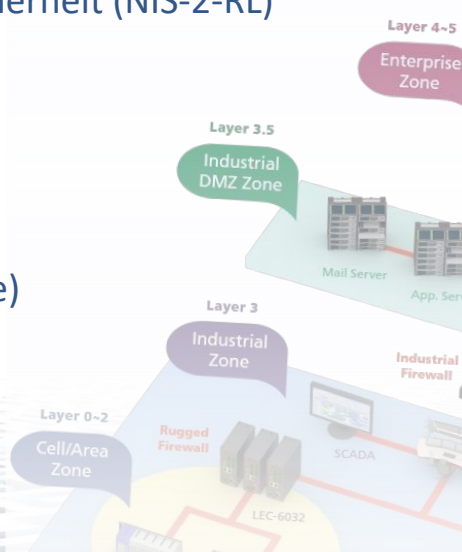 (NIS-2-RL)
Layer 4~5
Enterprise
Zone
Layer 3.5
Industrial
DMZ Zone
Mail Server
App.
e)
Layer 3
Industrial
Zone
Industrial
Firewall
Layer 0~2
Cell/Area
Zone
Rugged
Firewall
SCADA
LEC-6032